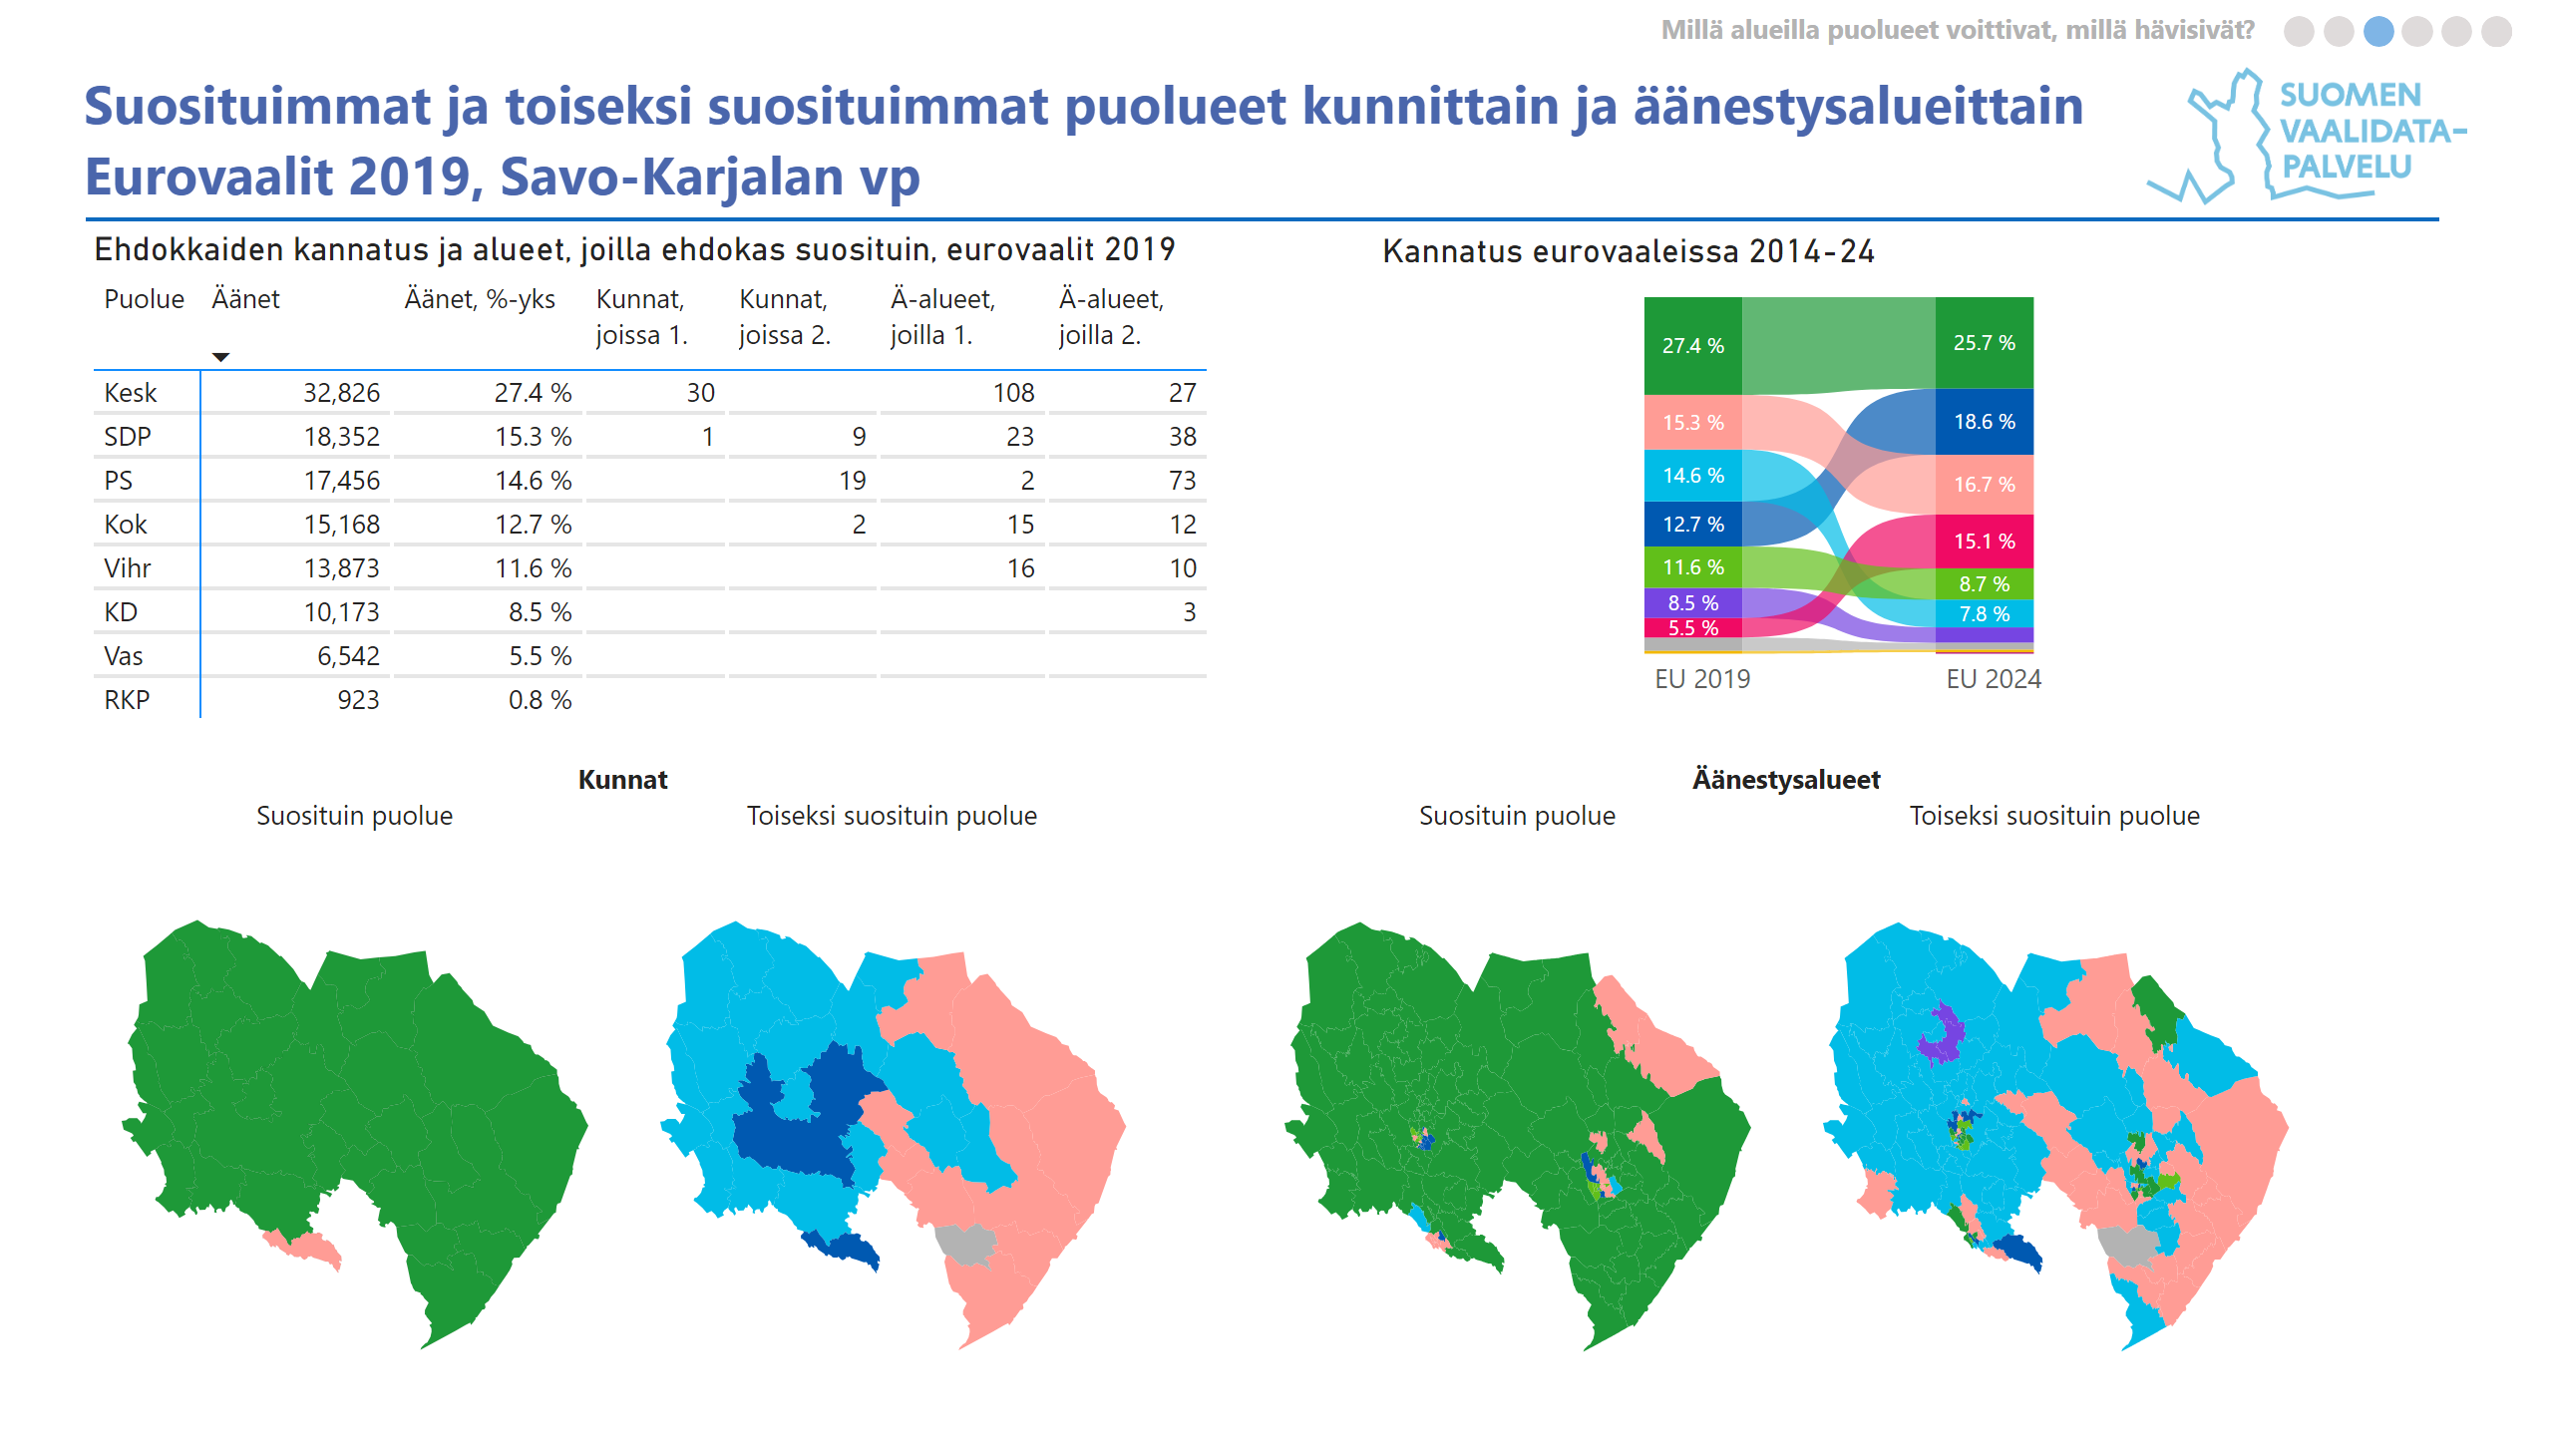 Millä alueilla puolueet voittivat, millä hävisivät?
Suosituimmat ja toiseksi suosituimmat puolueet kunnittain ja äänestysalueittain
Eurovaalit 2019, Savo-Karjalan vp
SUOMEN
VAALIDATA-
PALVELU
Ehdokkaiden kannatus ja alueet, joilla ehdokas suosituin, eurovaalit 2019
Puolue Äänet Äänet, %-yks Kunnat, joissa 1. Kunnat, joissa 2. Ä-alueet, joilla 1. Ä-alueet, joilla 2.
Kesk 32,826 27.4 % 30 108 27
SDP 18,352 15.3 % 1 9 23 38
PS 17,456 14.6 % 19 2 73
Kok 15,168 12.7 % 2 15 12
Vihr 13,873 11.6 % 16 10
KD 10,173 8.5 % 3
Vas 6,542 5.5 %
RKP 923 0.8 %
Kannatus eurovaaleissa 2014-24
27.4 %
15.3 %
14.6 %
12.7 %
11.6 %
8.5 %
5.5 %
25.7 %
18.6 %
16.7 %
15.1 %
8.7 %
7.8 %
EU 2019 EU 2024
Kunnat
Suosituin puolue Toiseksi suosituin puolue
Äänestysalueet
Suosituin puolue Toiseksi suosituin puolue